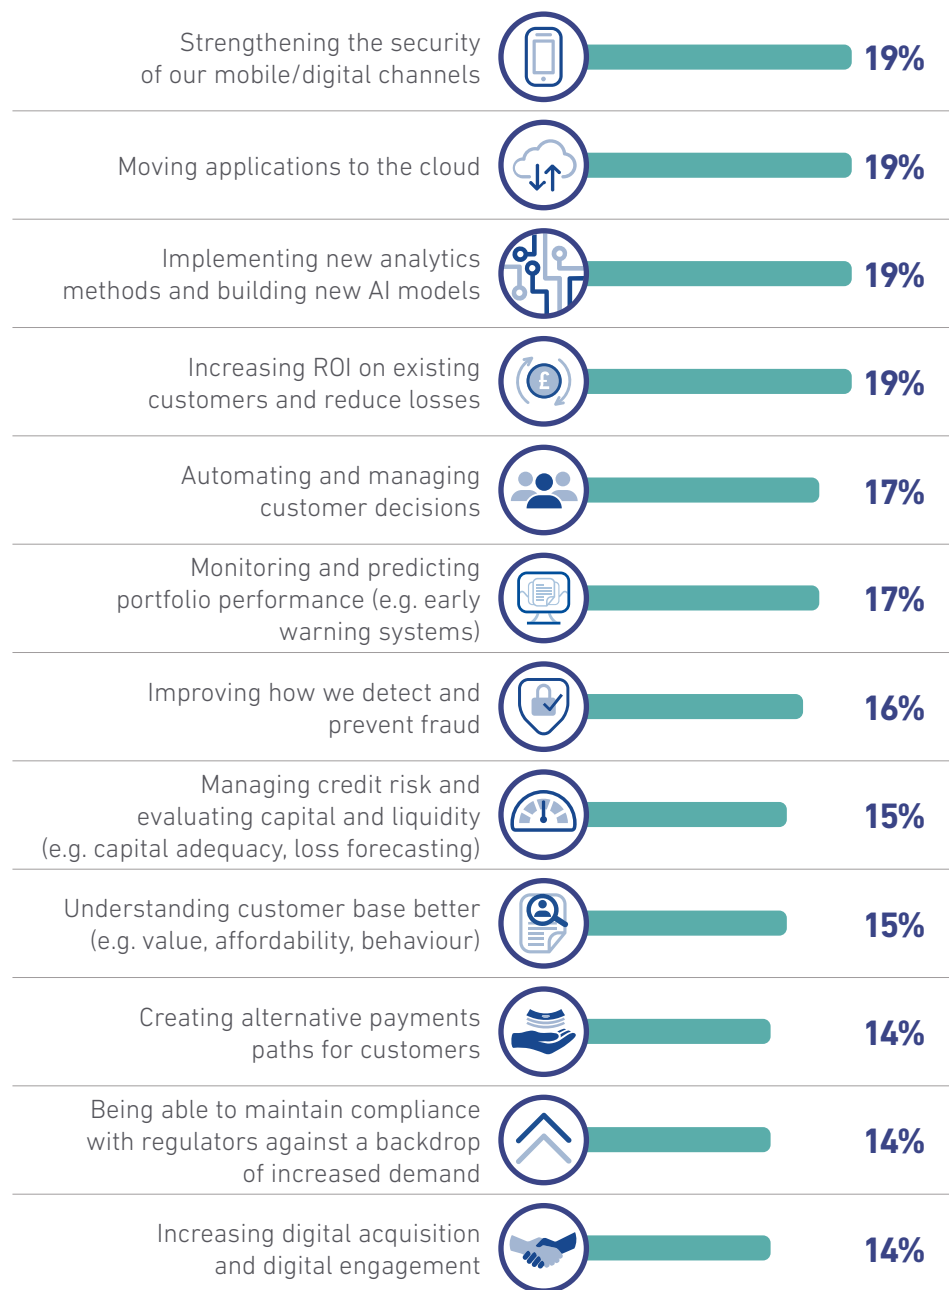 Strengthening the security
of our mobile/digital channels
19%
Moving applications to the cloud
19%
Implementing new analytics
methods and building new AI models
19%
Increasing ROI on existing
customers and reduce losses
£
19%
Automating and managing
customer decisions
17%
Monitoring and predicting
portfolio performance (e.g. early
warning systems)
17%
Improving how we detect and
prevent fraud
16%
Managing credit risk and
evaluating capital and liquidity
(e.g. capital adequacy, loss forecasting)
15%
Understanding customer base better
(e.g. value, affordability, behaviour)
15%
Creating alternative payments
paths for customers
14%
Being able to maintain compliance
with regulators against a backdrop
of increased demand
14%
Increasing digital acquisition
and digital engagement
14%